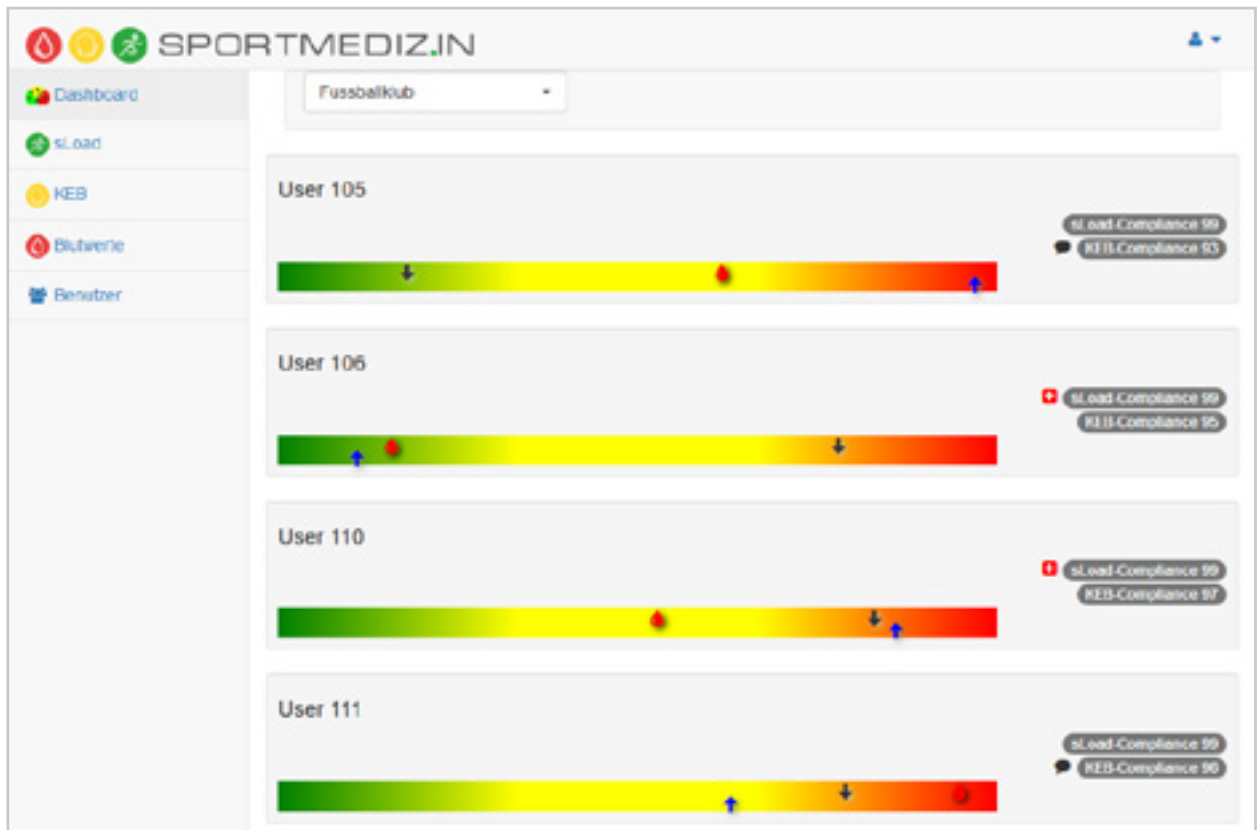 SPORTMEDIZ.IN
Dashboard
Fussballklub
sLoad
KEB
Blutwerte
Benutzer
User 105
sLoad-Compliance 99
KEB-Compliance 93
User 106
sLoad-Compliance 99
KEB-Compliance 95
User 110
sLoad-Compliance 99
KEB-Compliance 97
User 111
sLoad-Compliance 99
KEB-Compliance 96